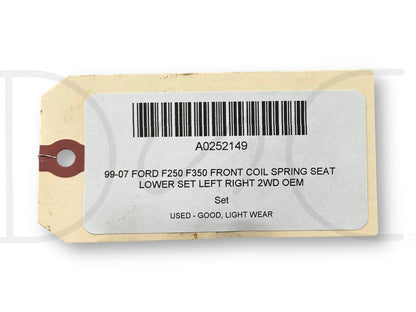 A0252149
99-07 FORD F250 F350 FRONT COIL SPRING SEAT
LOWER SET LEFT RIGHT 2WD OEM
Set
USED - GOOD, LIGHT WEAR